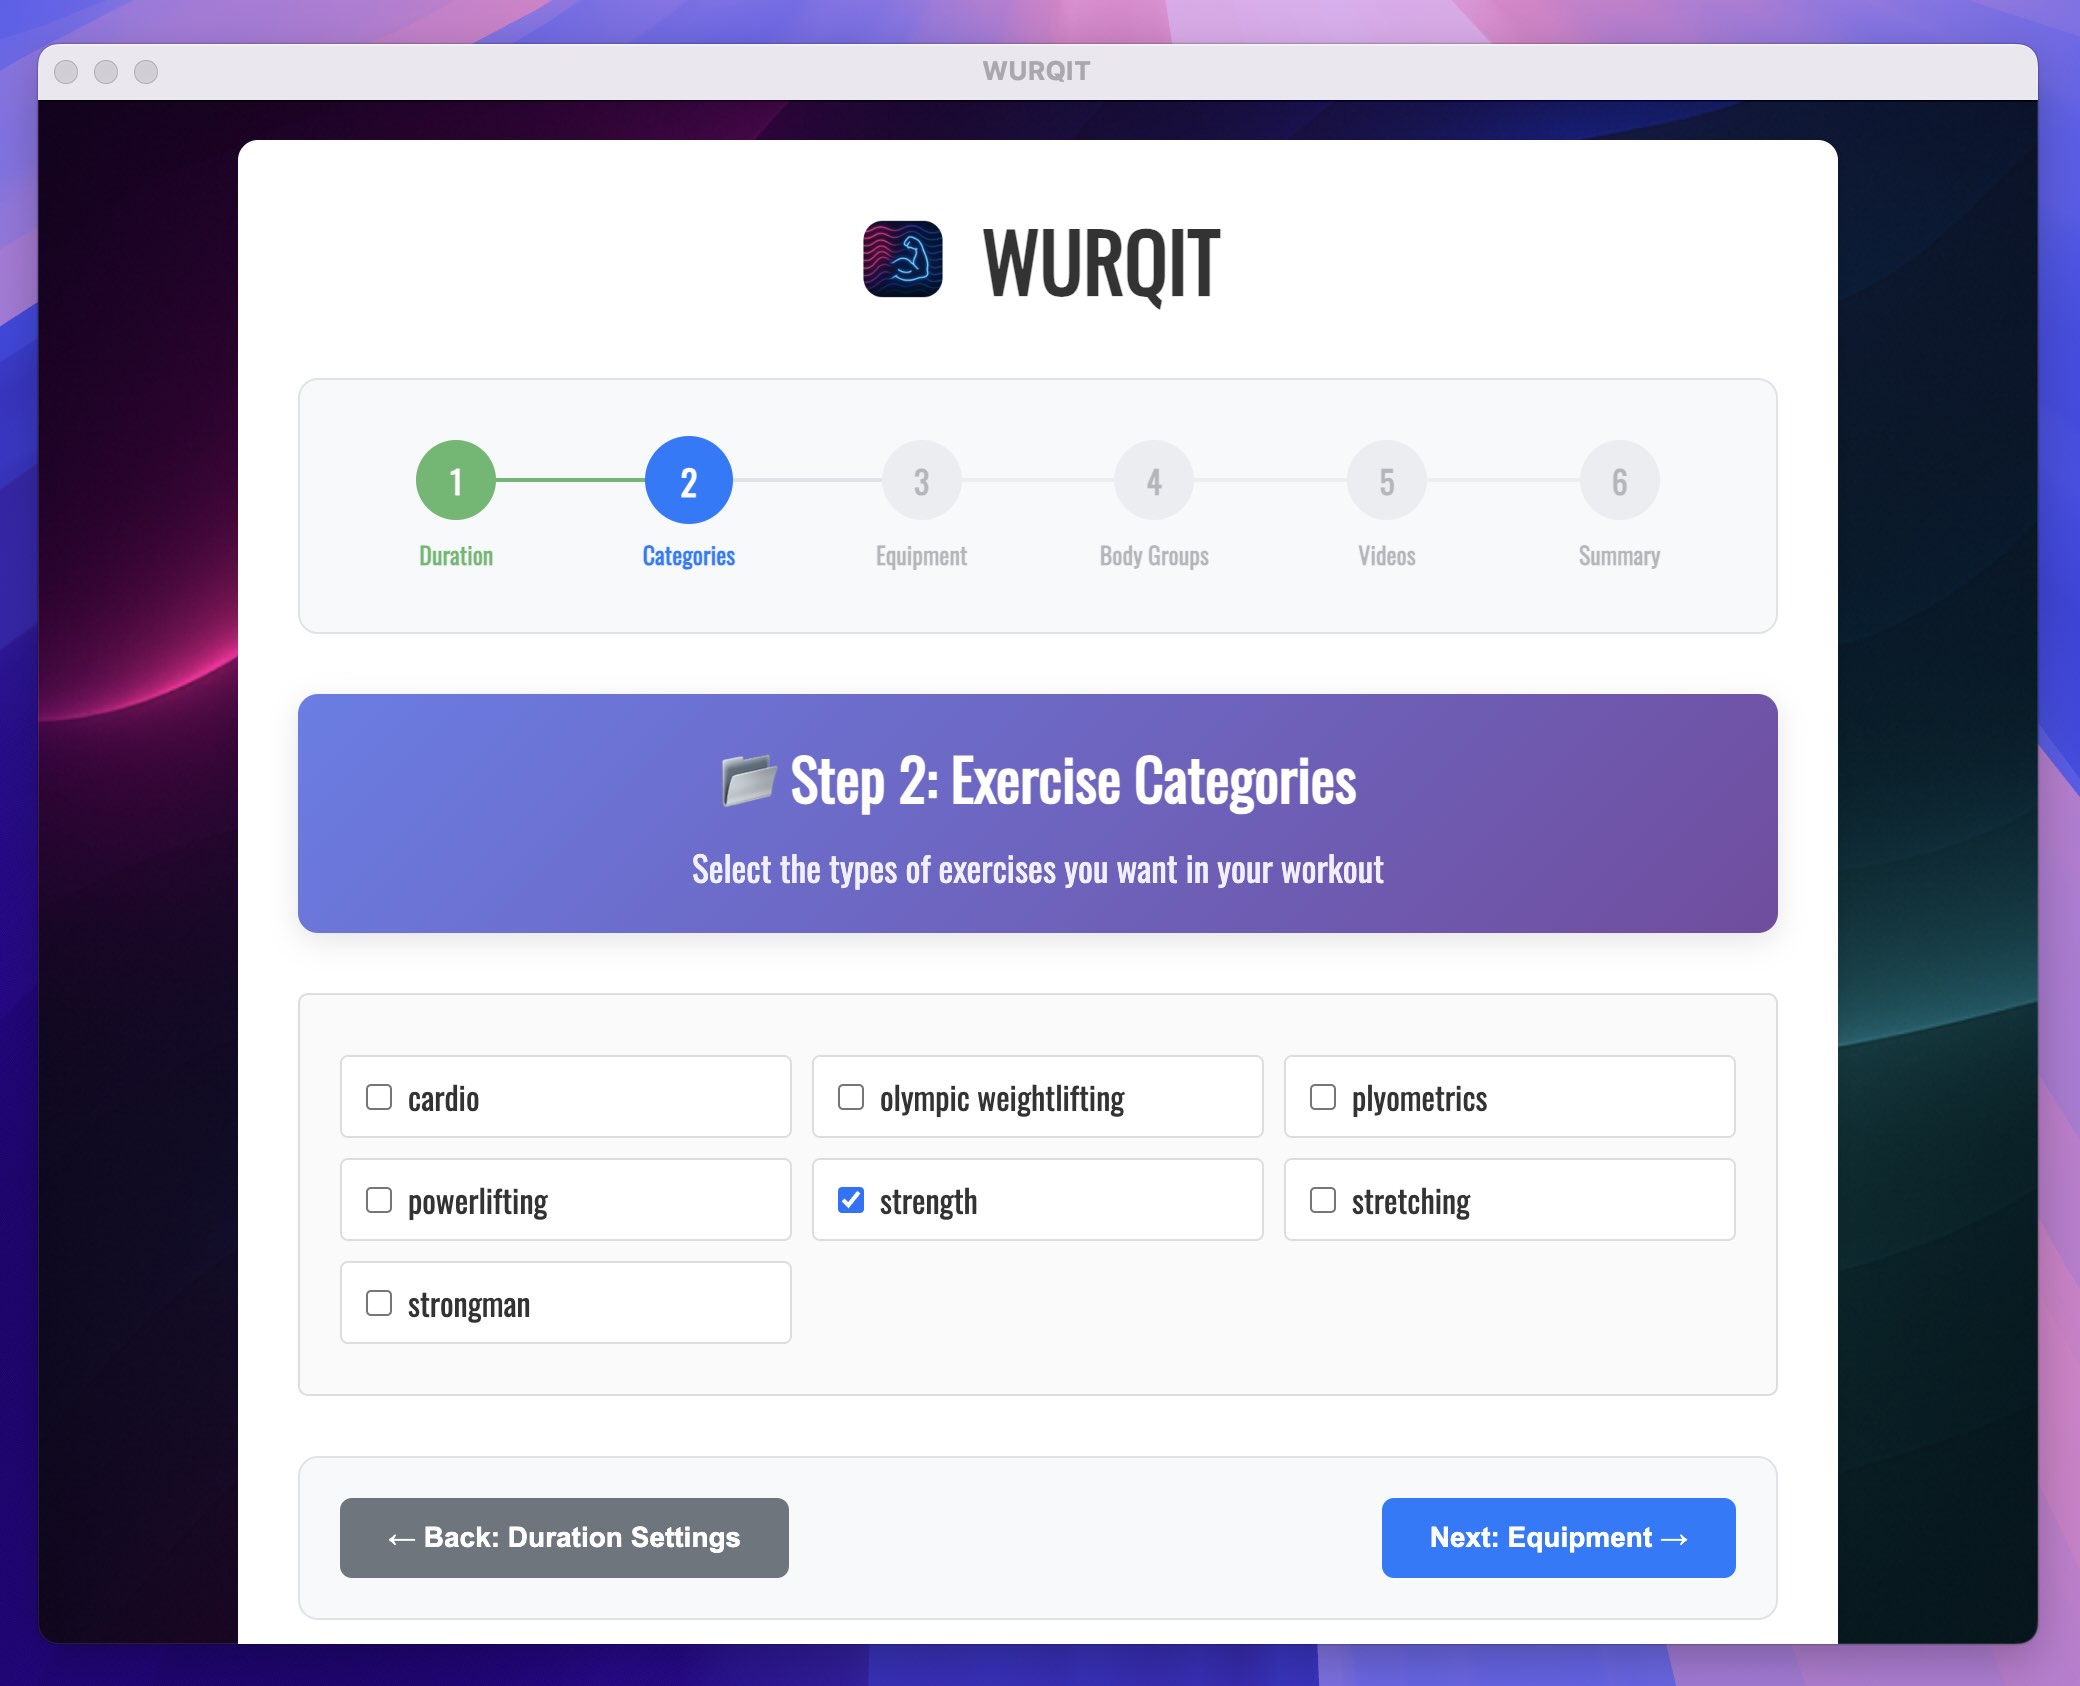 WURQIT
WURQIT
1 2 3 4 5 6
Duration Categories Equipment Body Groups Videos Summary
Step 2: Exercise Categories
Select the types of exercises you want in your workout
cardio olympic weightlifting plyometrics
powerlifting strength stretching
strongman
← Back: Duration Settings Next: Equipment →